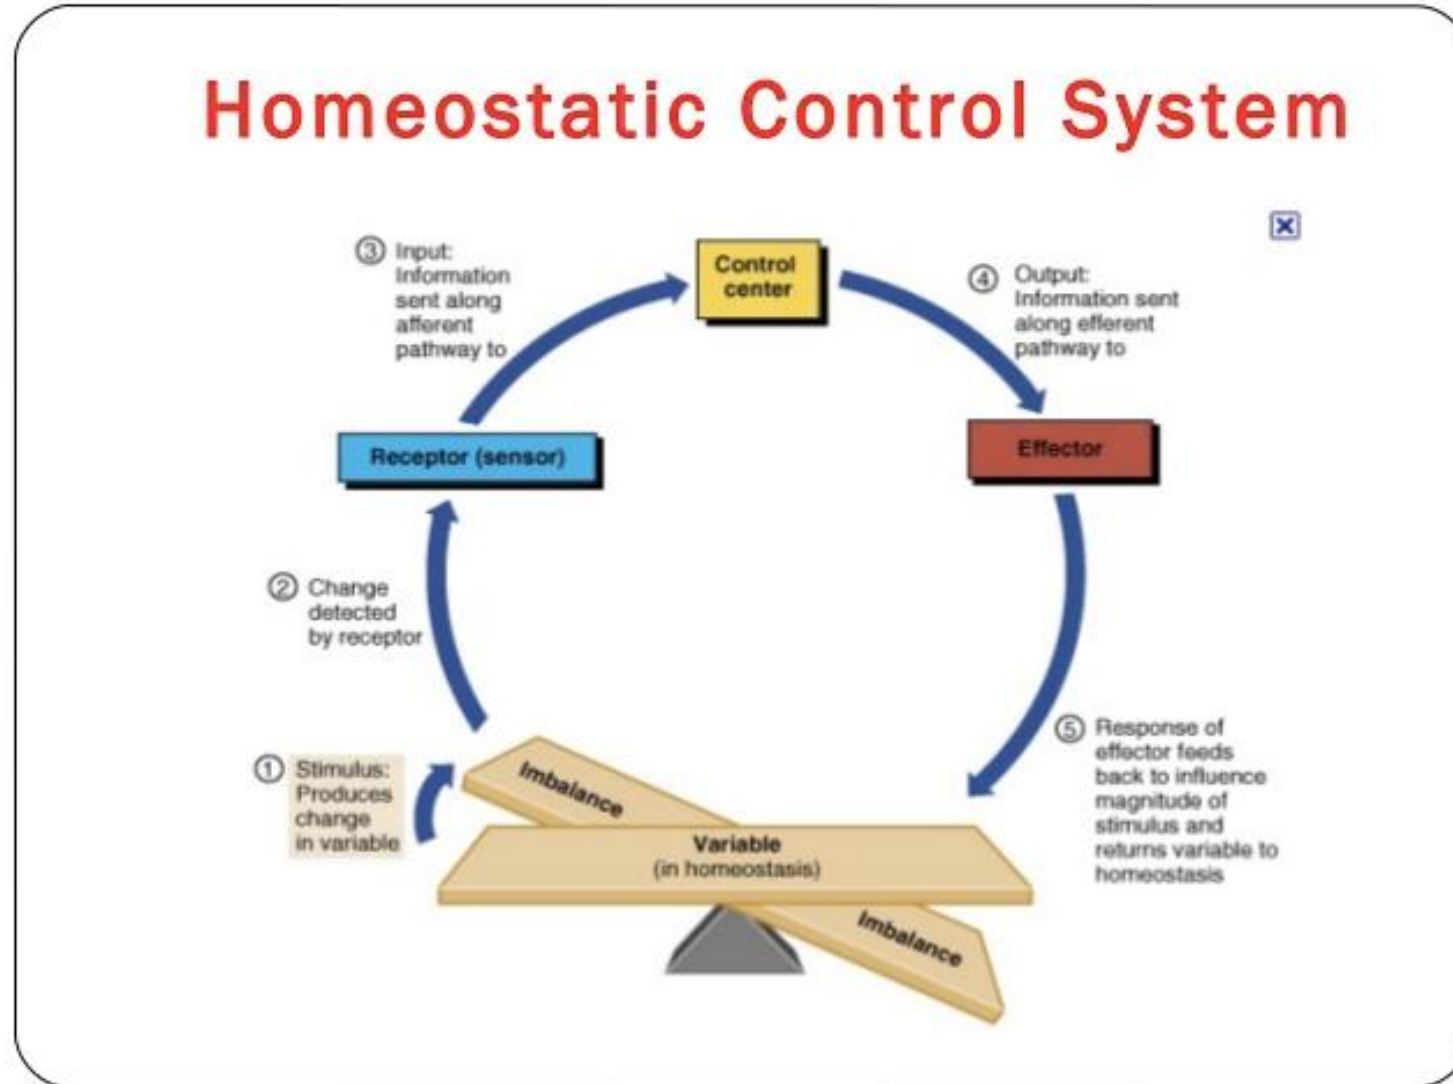 Homeostatic Control System
③ Input:
Information
sent along
afferent
pathway to
Control
center
④ Output:
Information sent
along efferent
pathway to
Receptor (sensor)
Effector
② Change
detected
by receptor
① Stimulus:
Produces
change
in variable
Imbalance
Variable
(in homeostasis)
Imbalance
⑤ Response of
effector feeds
back to influence
magnitude of
stimulus and
returns variable to
homeostasis